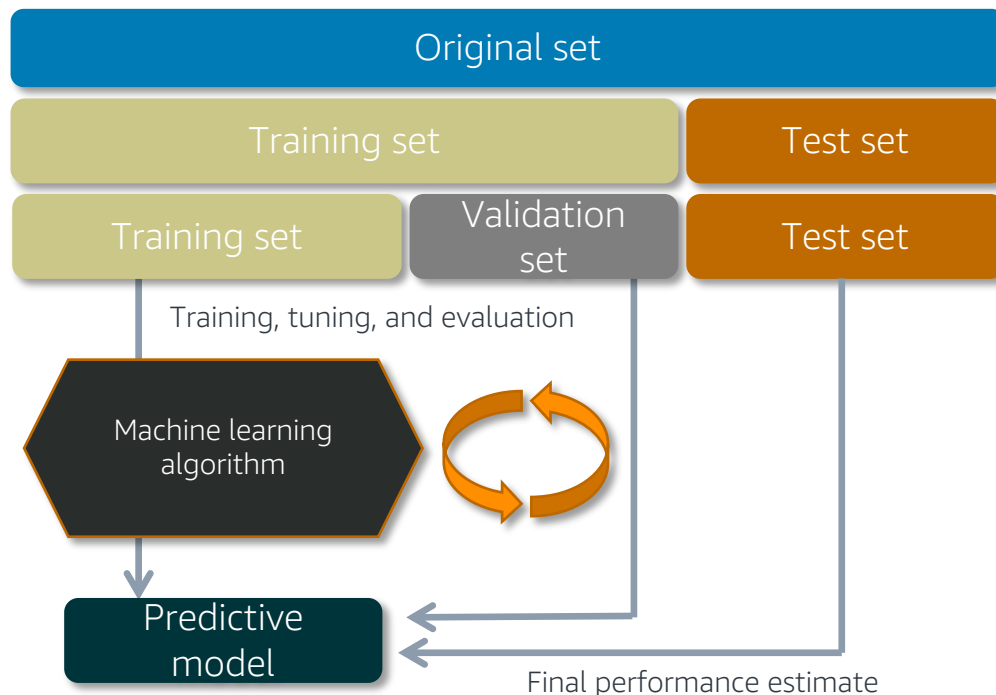 Original set
Training set
Test set
Training set
Validation
set
Test set
Training, tuning, and evaluation
Machine learning
algorithm
Predictive
model
Final performance estimate